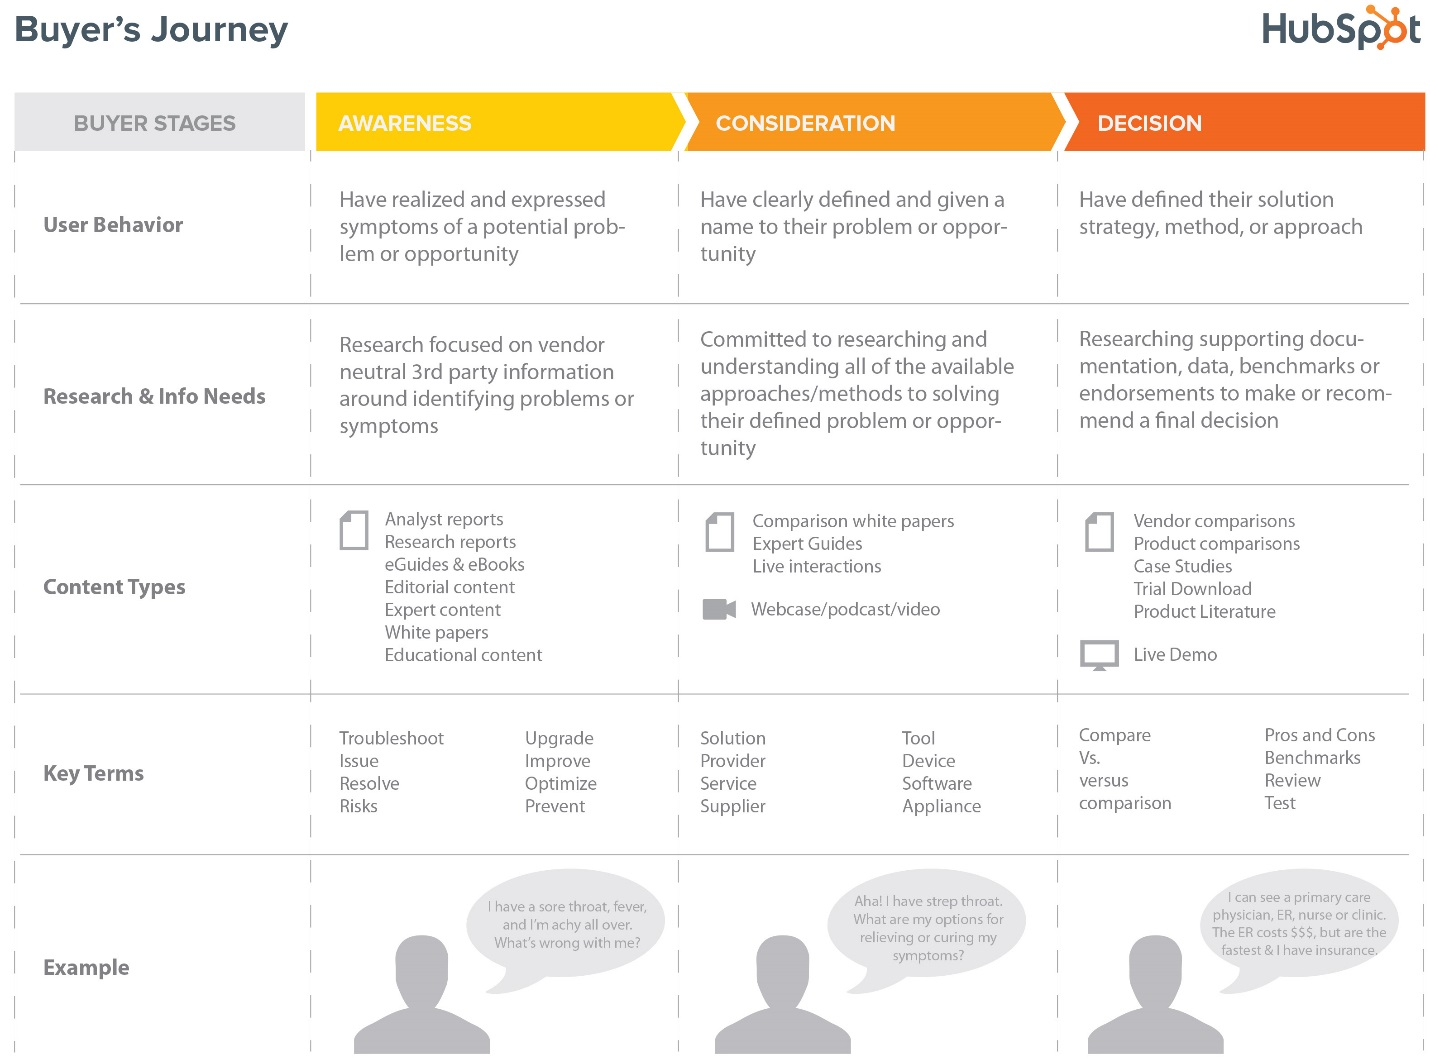 Buyer's Journey
HubSpot
BUYER STAGES
AWARENESS
CONSIDERATION
DECISION
User Behavior
Have realized and expressed
symptoms of a potential prob-
lem or opportunity
Have clearly defined and given a
name to their problem or oppor-
tunity
Have defined their solution
strategy, method, or approach
Research & Info Needs
Research focused on vendor
neutral 3rd party information
around identifying problems or
symptoms
Committed to researching and
understanding all of the available
approaches/methods to solving
their defined problem or oppor-
tunity
Researching supporting docu-
mentation, data, benchmarks or
endorsements to make or recom-
mend a final decision
Content Types
Analyst reports
Research reports
eGuides & eBooks
Editorial content
Expert content
White papers
Educational content
Comparison white papers
Expert Guides
Live interactions
Webcase/podcast/video
Vendor comparisons
Product comparisons
Case Studies
Trial Download
Product Literature
Live Demo
Key Terms
Troubleshoot
Issue
Resolve
Risks
Upgrade
Improve
Optimize
Prevent
Solution
Provider
Service
Supplier
Tool
Device
Software
Appliance
Compare
Vs.
versus
comparison
Pros and Cons
Benchmarks
Review
Test
Example
I have a sore throat, fever,
and I'm achy all over.
What's wrong with me?
Aha! I have strep throat.
What are my options for
relieving or curing my
symptoms?
I can see a primary care
physician, ER, nurse or clinic.
The ER costs $$$, but are the
fastest & I have insurance.